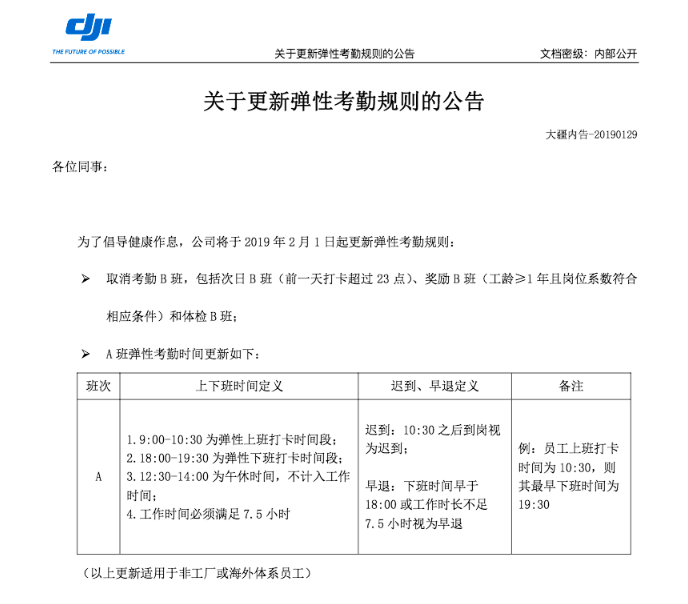 dji
THE FUTURE OF POSSIBLE
关于更新弹性考勤规则的公告
文档密级：内部公开
关于更新弹性考勤规则的公告
大疆内告-20190129
各位同事：
为了倡导健康作息，公司将于 2019 年 2 月 1 日起更新弹性考勤规则：
➢ 取消考勤 B 班，包括次日 B 班（前一天打卡超过 23 点）、奖励 B 班（工龄≥1 年且岗位系数符合
相应条件）和体检 B 班；
➢ A 班弹性考勤时间更新如下：
班次 上下班时间定义 迟到、早退定义 备注
A
1.9:00-10:30 为弹性上班打卡时间段；
2.18:00-19:30 为弹性下班打卡时间段；
3.12:30-14:00 为午休时间，不计入工作
时间；
4.工作时间必须满足 7.5 小时
迟到：10:30 之后到岗视
为迟到；
早退：下班时间早于
18:00 或工作时长不足
7.5 小时视为早退
例：员工上班打卡
时间为 10:30，则
其最早下班时间为
19:30
（以上更新适用于非工厂或海外体系员工）